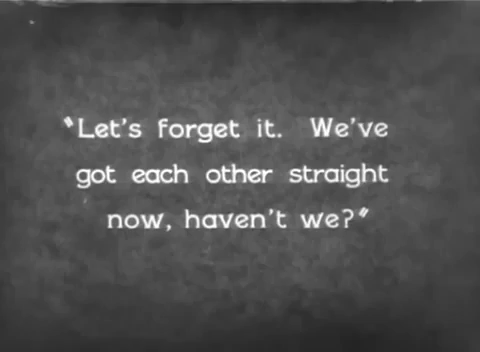 "Let's forget it. We've
got each other straight
now, haven't we?"